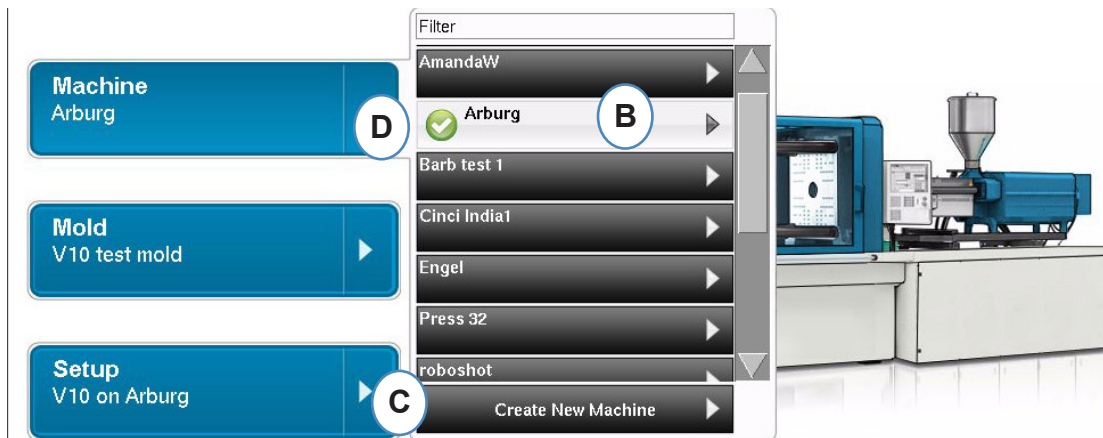 Filter
AmandaW
Machine
Arburg
D
Arburg
B
Barb test 1
Mold
V10 test mold
Cinci India1
Engel
Press 32
Setup
V10 on Arburg
roboshot
C
Create New Machine